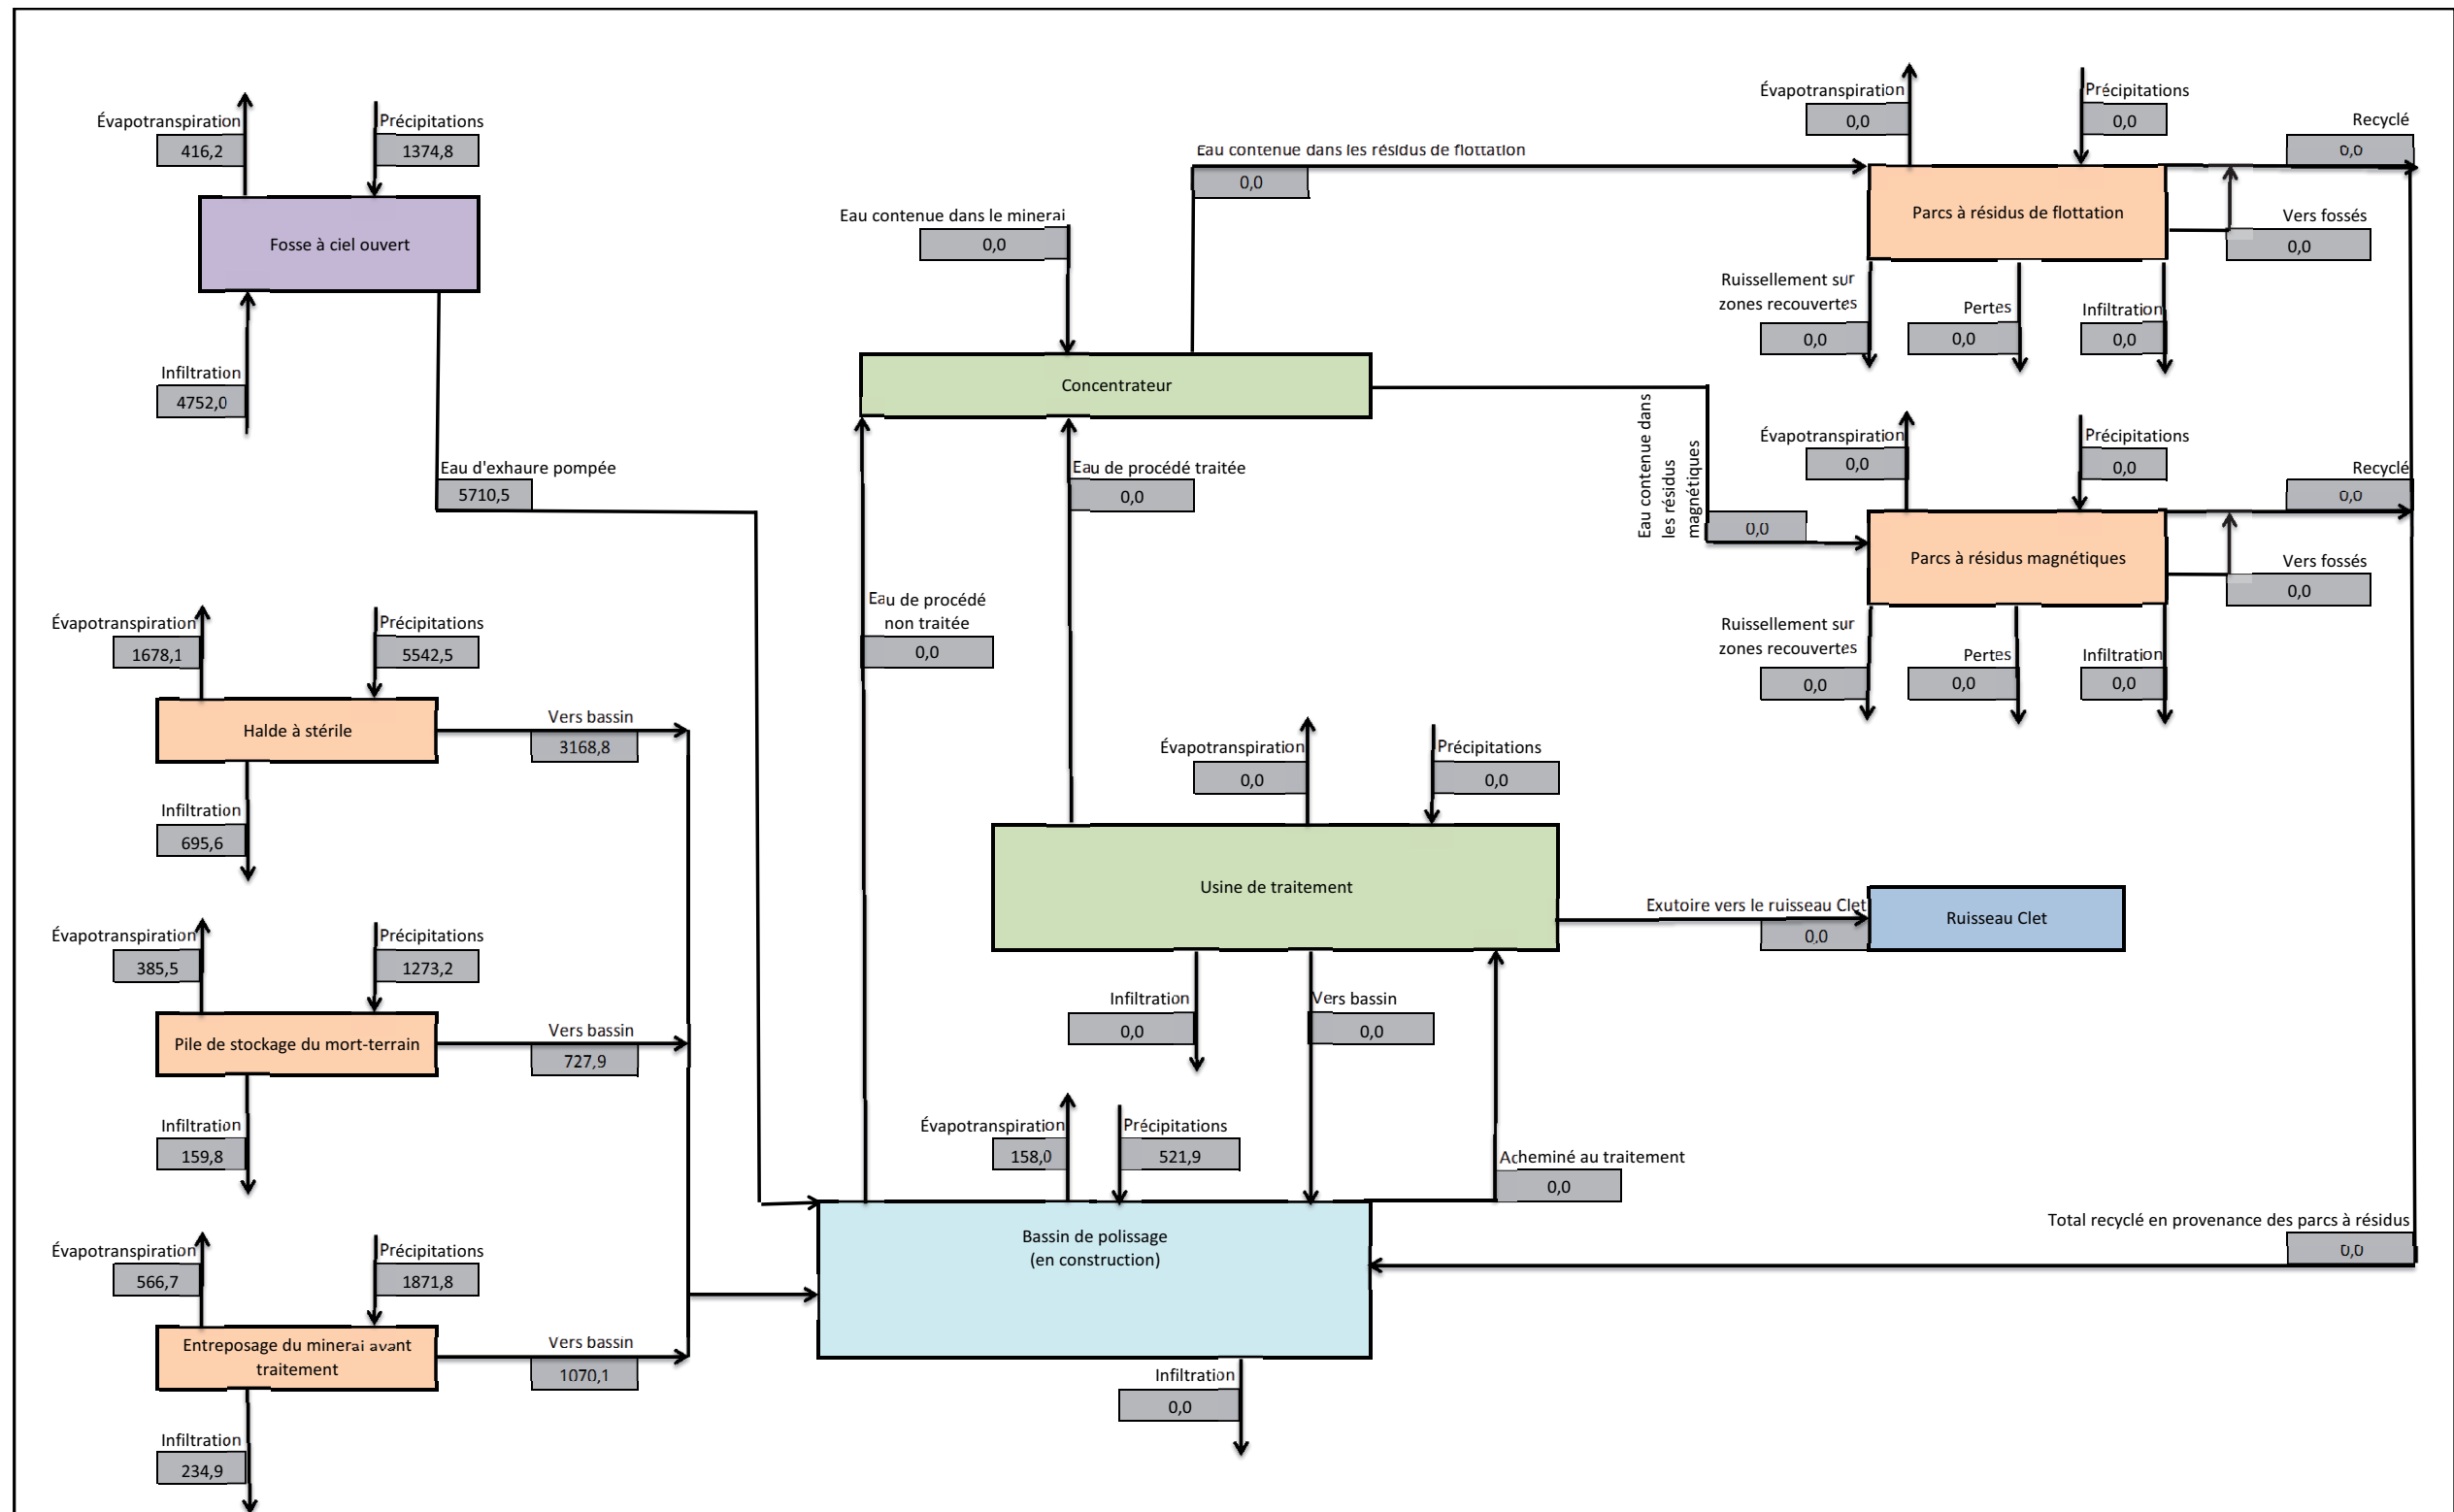 Évapotranspiration
416,2
Précipitations
1374,8
Fosse à ciel ouvert
Infiltration
4752,0
Eau d'exhaure pompée
5710,5
Évapotranspiration
1678,1
Précipitations
5542,5
Halde à stérile
Vers bassin
3168,8
Infiltration
695,6
Évapotranspiration
385,5
Précipitations
1273,2
Pile de stockage du mort-terrain
Vers bassin
727,9
Infiltration
159,8
Évapotranspiration
566,7
Précipitations
1871,8
Entreposage du minerai avant
traitement
Vers bassin
1070,1
Infiltration
234,9
Eau contenue dans le minerai
0,0
Eau contenue dans les résidus de flottation
0,0
Concentrateur
Eau de procédé traitée
0,0
Eau de procédé
non traitée
0,0
Eau contenue dans
les résidus
magnétiques
0,0
Évapotranspiration
0,0
Précipitations
0,0
Usine de traitement
Exutoire vers le ruisseau Clet
0,0
Ruisseau Clet
Infiltration
0,0
Vers bassin
0,0
Évapotranspiration
158,0
Précipitations
521,9
Acheminé au traitement
0,0
Bassin de polissage
(en construction)
Infiltration
0,0
Évapotranspiration
0,0
Précipitations
0,0
Recyclé
0,0
Parcs à résidus de flottation
Vers fossés
0,0
Ruissellement sur
zones recouvertes
0,0
Pertes
0,0
Infiltration
0,0
Évapotranspiration
0,0
Précipitations
0,0
Recyclé
0,0
Parcs à résidus magnétiques
Vers fossés
0,0
Ruissellement sur
zones recouvertes
0,0
Pertes
0,0
Infiltration
0,0
Total recyclé en provenance des parcs à résidus
0,0